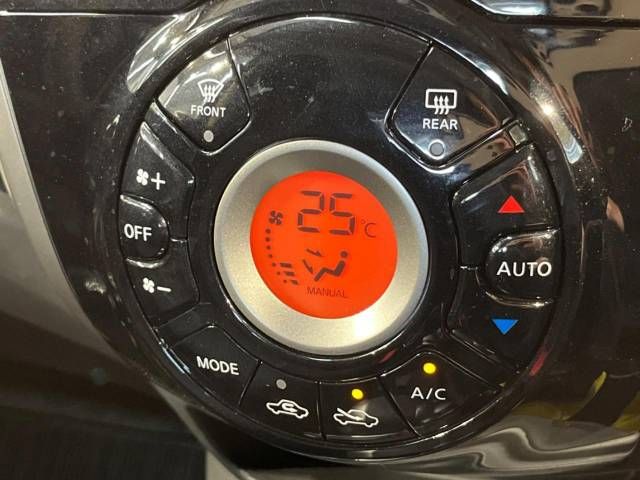 FRONT
REAR
+
25°C
OFF
AUTO
-
MANUAL
MODE
A/C